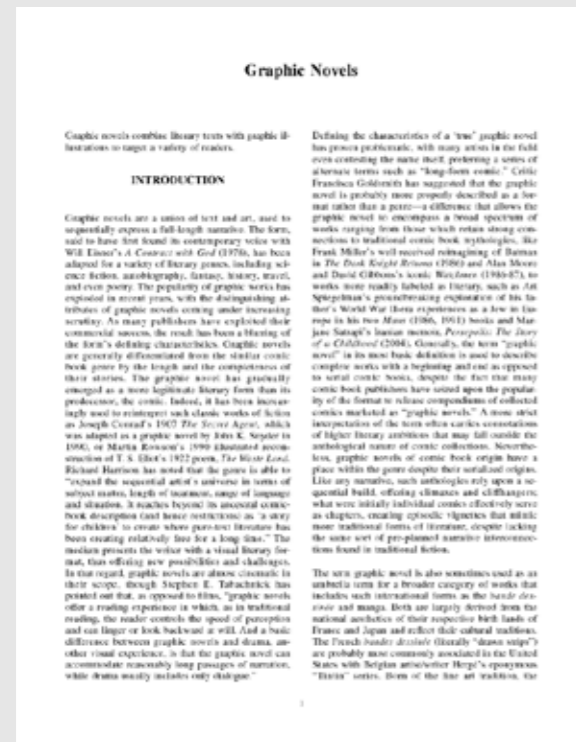 Graphic Novels
Graphic novels combine literary texts with graphic il-
lustrations to target a variety of readers.
INTRODUCTION
Graphic novels are a union of text and art, used to
sequentially express a full-length narrative. The form,
said to have first found its contemporary voice with
Will Eisner's A Contract with God (1978), has been
adapted for a variety of literary genres, including sci-
ence fiction, autobiography, fantasy, history, travel,
and even poetry. The popularity of graphic works has
exploded in recent years, with the distinguishing at-
tributes of graphic novels coming under increasing
scrutiny. As many publishers have exploited their
commercial success, the result has been a blurring of
the form's defining characteristics. Graphic novels
are generally differentiated from the similar comic
book genre by the length and the completeness of
their stories. The graphic novel has gradually
emerged as a more legitimate literary form than its
predecessor, the comic. Indeed, it has been increas-
ingly used to reinterpret such classic works of fiction
as Joseph Conrad's 1907 The Secret Agent, which
was adapted as a graphic novel by John K. Snyder in
1990, or Martin Rowson's 1990 illustrated recon-
struction of T. S. Eliot's 1922 poem, The Waste Land.
Richard Harrison has noted that the genre is able to
"expand the sequential artist's universe in terms of
subject matter, length of treatment, range of language
and situation. It reaches beyond its ancestral comic-
book description (and hence restriction) as 'a story
for children' to create where pure-text literature has
been creating relatively free for a long time." The
medium presents the writer with a visual literary for-
mat, thus offering new possibilities and challenges.
In that regard, graphic novels are almost cinematic in
their scope, though Stephen E. Tabachnick has
pointed out that, as opposed to films, "graphic novels
offer a reading experience in which, as in traditional
reading, the reader controls the speed of perception
and can linger or look backward at will. And a basic
difference between graphic novels and drama, an-
other visual experience, is that the graphic novel can
accommodate reasonably long passages of narration,
while drama usually includes only dialogue."
Defining the characteristics of a "true" graphic novel
has proven problematic, with many artists in the field
even contesting the name itself, preferring a series of
alternate terms such as "long-form comic." Critic
Francisca Goldsmith has suggested that the graphic
novel is probably more properly described as a for-
mat rather than a genre—a difference that allows the
graphic novel to encompass a broad spectrum of
works ranging from those which retain strong con-
nections to traditional comic book mythologies, like
Frank Miller's well received reimagining of Batman
in The Dark Knight Returns (1986) and Alan Moore
and David Gibbons's iconic Watchmen (1986-87), to
works more readily labeled as literary, such as Art
Spiegelman's groundbreaking exploration of his fa-
ther's World War II-era experiences as a Jew in Eu-
rope in his two Maus (1986, 1991) books and Mar-
jane Satrapi's Iranian memoir, Persepolis: The Story
of a Childhood (2004). Generally, the term "graphic
novel" in its most basic definition is used to describe
complete works with a beginning and end as opposed
to serial comic books, despite the fact that many
comic book publishers have seized upon the popular-
ity of the format to release compendiums of collected
comics marketed as "graphic novels." A more strict
interpretation of the term often carries connotations
of higher literary ambitions that may fall outside the
anthological nature of comic collections. Neverthe-
less, graphic novels of comic book origin have a
place within the genre despite their serialized origins.
Like any narrative, such anthologies rely upon a se-
quential build, offering climaxes and cliffhangers;
what were initially individual comics effectively serve
as chapters, creating episodic vignettes that mimic
more traditional forms of literature, despite lacking
the same sort of pre-planned narrative interconnec-
tions found in traditional fiction.
The term graphic novel is also sometimes used as an
umbrella term for a broader category of works that
includes such international forms as the bande des-
sinée and manga. Both are largely derived from the
national aesthetics of their respective birth lands of
France and Japan and reflect their cultural traditions.
The French bandes dessinée (literally "drawn strips")
are probably most commonly associated in the United
States with Belgian artist/writer Hergé's eponymous
"Tintin" series. Born of the fine art tradition, the
1